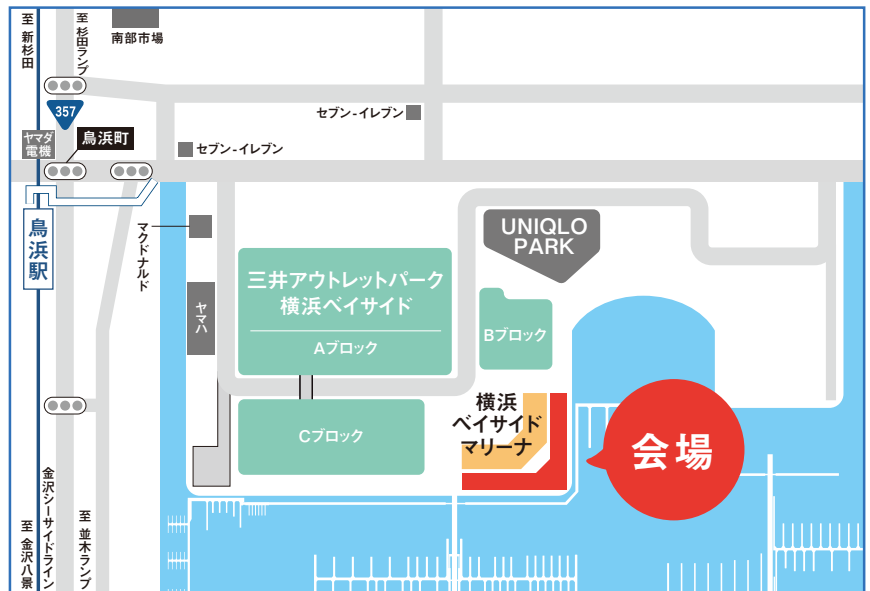 至 新杉田
至 杉田ランプ
南部市場
357
ヤマダ
電機
鳥浜町
セブン-イレブン
セブン-イレブン
鳥浜駅
マクドナルド
ヤマハ
三井アウトレットパーク
横浜ベイサイド
Aブロック
UNIQLO
PARK
Bブロック
Cブロック
横浜
ベイサイド
マリーナ
会場
金沢シーサイドライン
至 金沢八景
至 並木ランプ